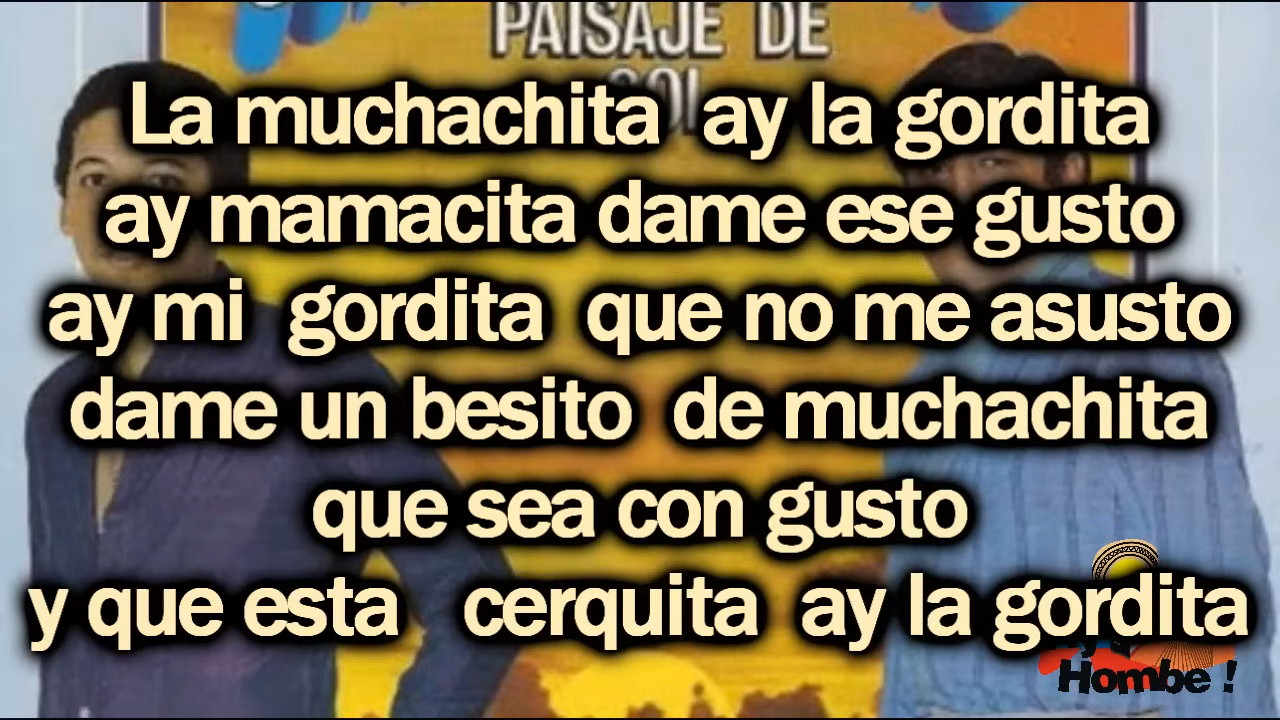 PAISAJE DE
SOL
La muchachita ay la gordita
ay mamacita dame ese gusto
ay mi gordita que no me asusto
dame un besito de muchachita
que sea con gusto
y que esta cerquita ay la gordita
Hombe !